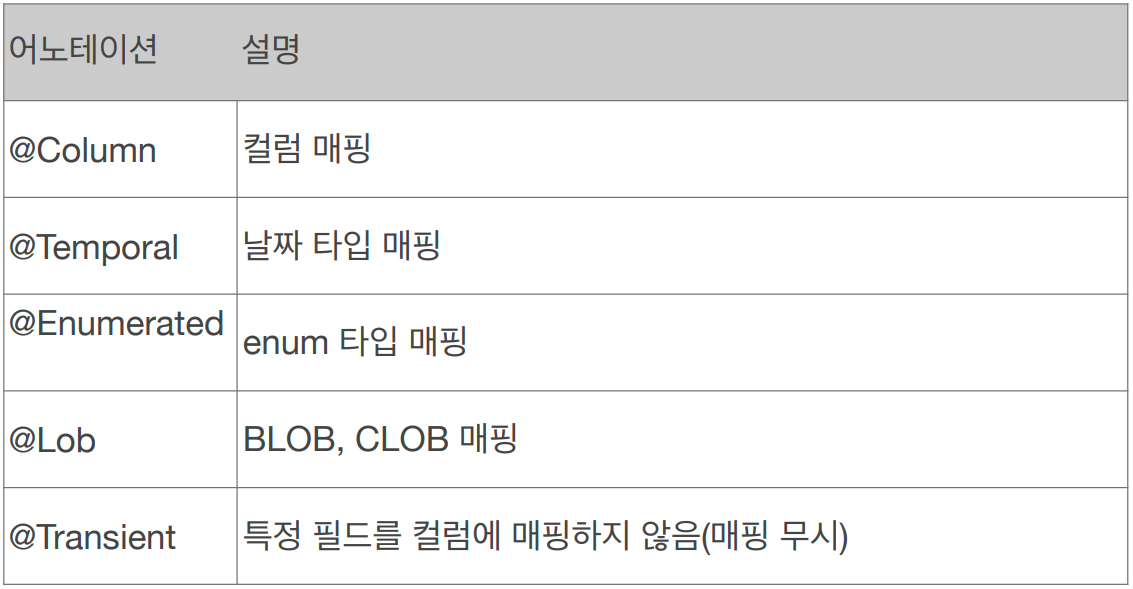 어노테이션 설명
@Column 컬럼 매핑
@Temporal 날짜 타입 매핑
@Enumerated enum 타입 매핑
@Lob BLOB, CLOB 매핑
@Transient 특정 필드를 컬럼에 매핑하지 않음(매핑 무시)